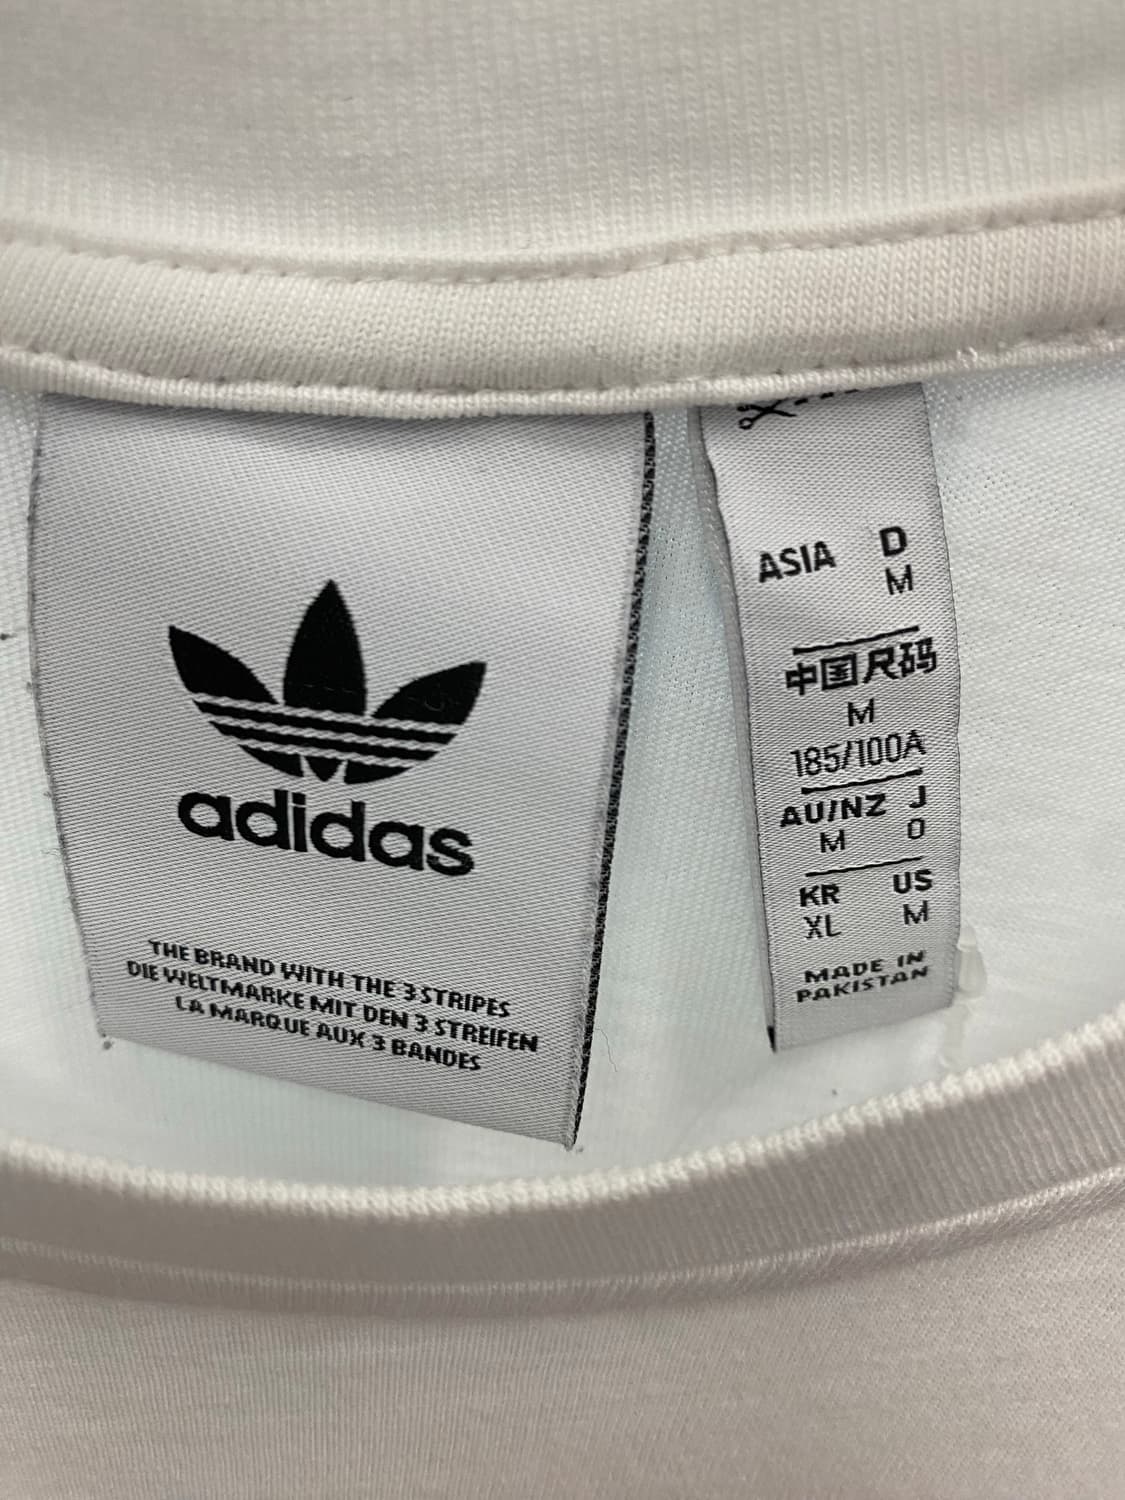 adidas
THE BRAND WITH THE 3 STRIPES
DIE WELTMARKE MIT DEN 3 STREIFEN
LA MARQUE AUX 3 BANDES
ASIA D
M
中国尺码
M
185/100A
AU/NZ J
M O
KR US
XL M
MADE IN
PAKISTAN